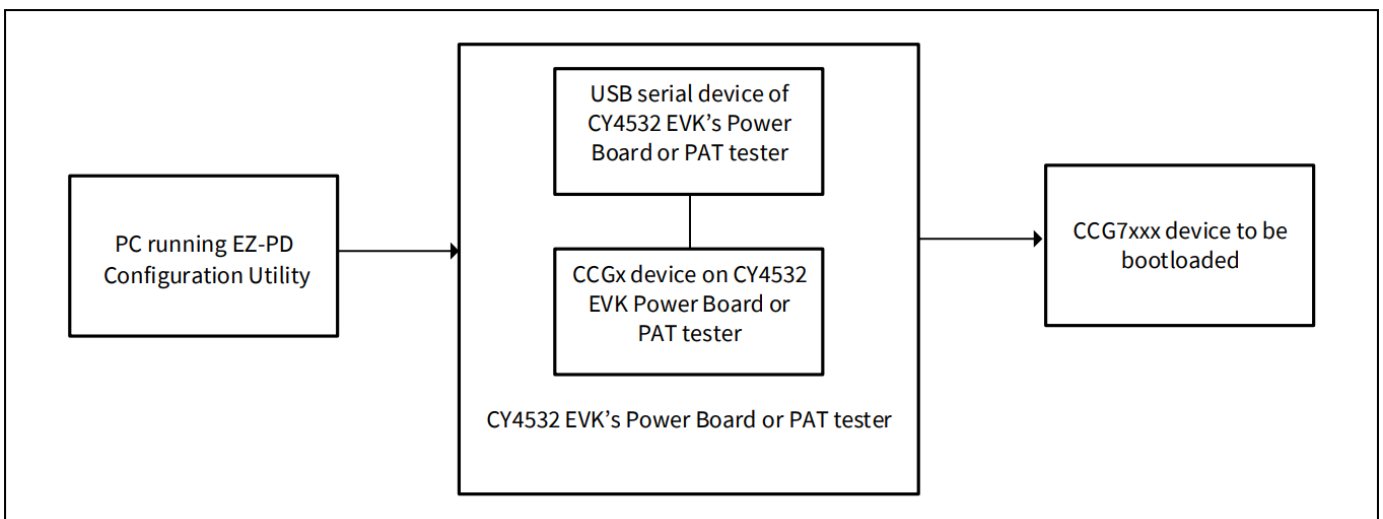 PC running EZ-PD
Configuration Utility
USB serial device of
CY4532 EVK’s Power
Board or PAT tester
CCGx device on CY4532
EVK Power Board or
PAT tester
CY4532 EVK’s Power Board or PAT tester
CCG7xxx device to be
bootloaded